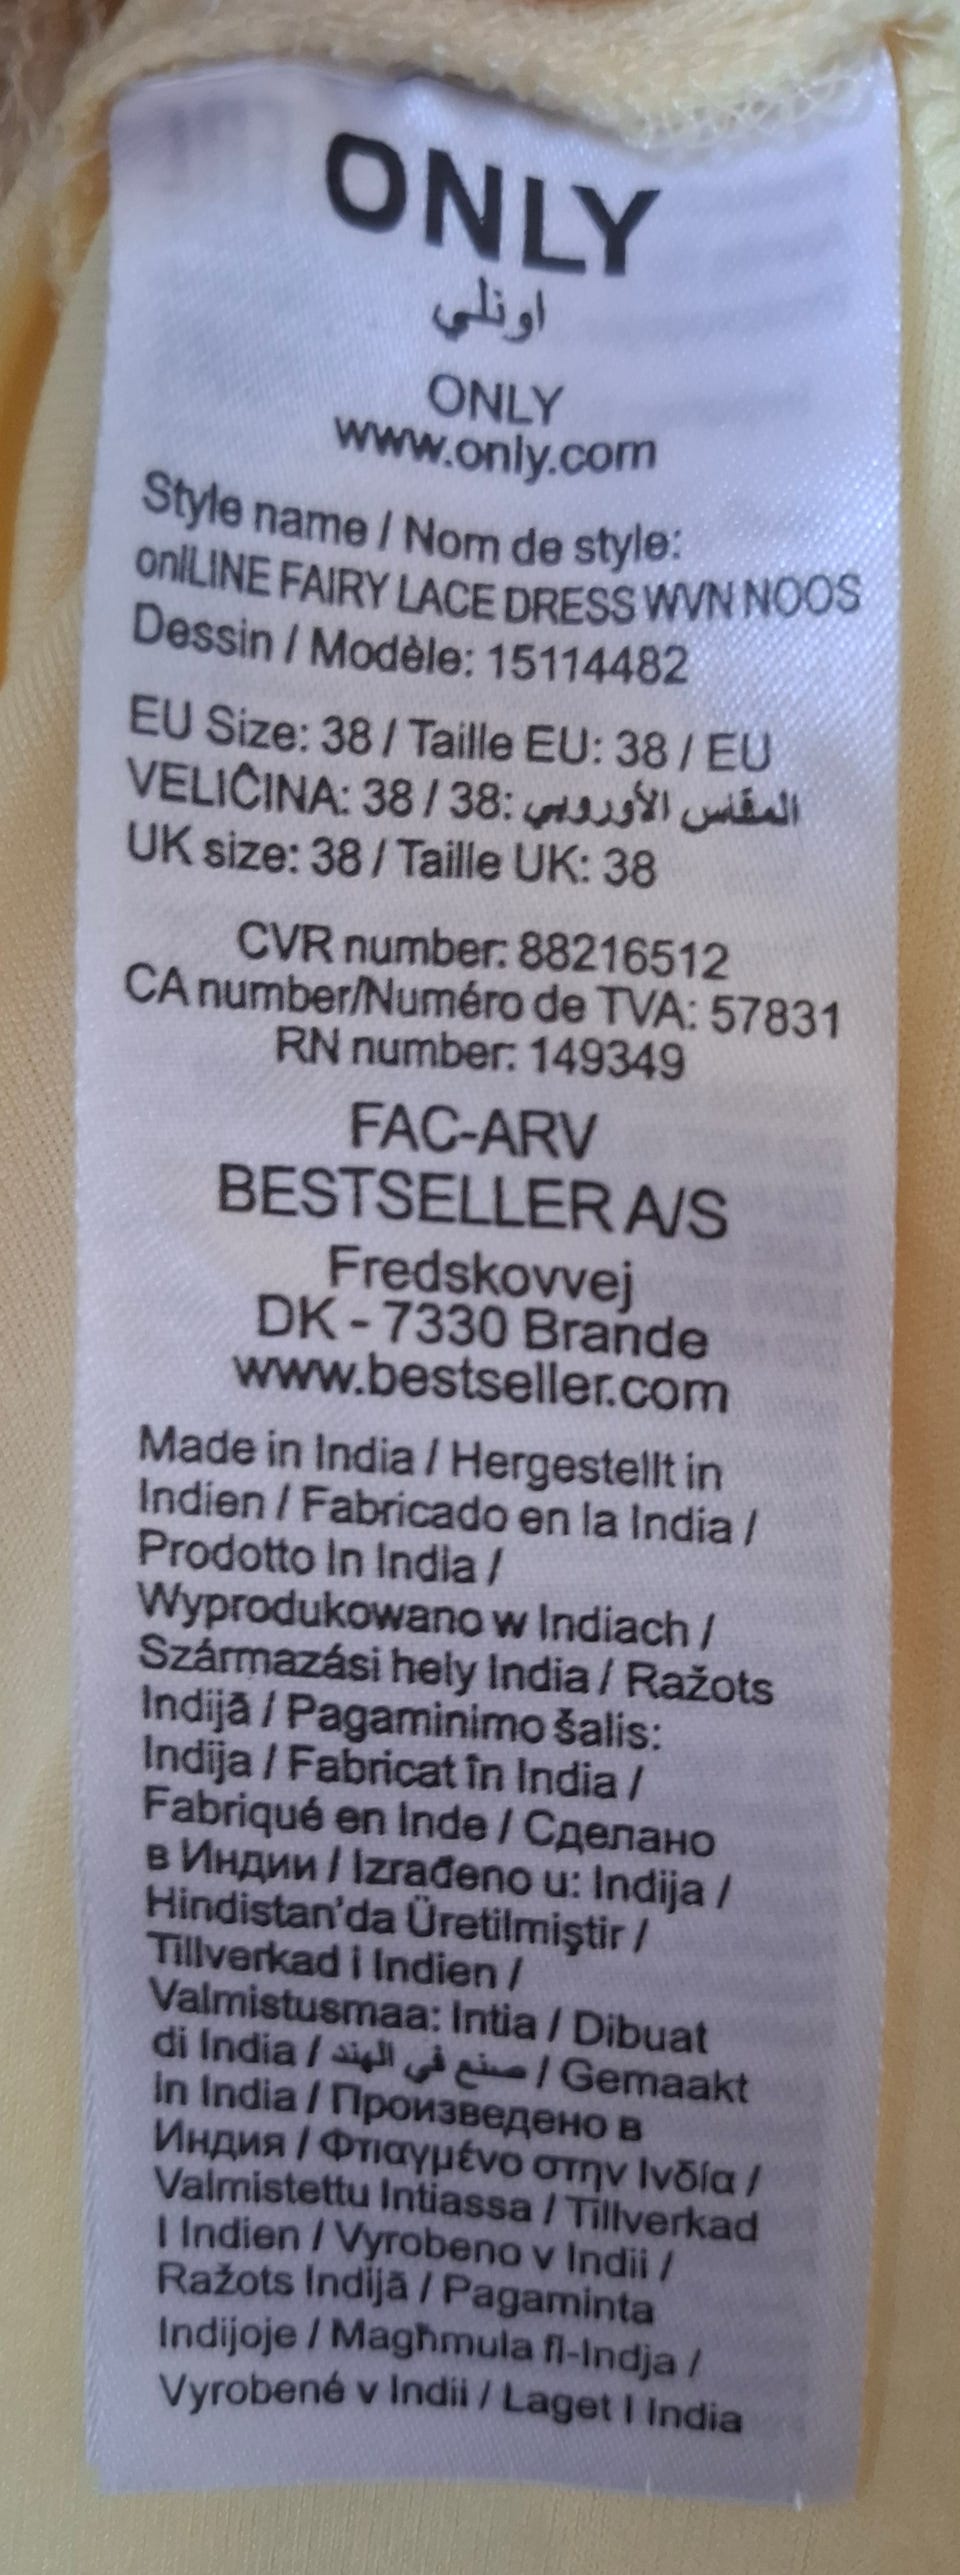 ONLY
اونلي
ONLY
www.only.com
Style name / Nom de style:
onlLINE FAIRY LACE DRESS WVN NOOS
Dessin / Modèle: 15114482
EU Size: 38 / Taille EU: 38 / EU
VELIČINA: 38 / 38: المقاس الأوروبي
UK size: 38 / Taille UK: 38
CVR number: 88216512
CA number/Numéro de TVA: 57831
RN number: 149349
FAC-ARV
BESTSELLER A/S
Fredskovvej
DK - 7330 Brande
www.bestseller.com
Made in India / Hergestellt in
Indien / Fabricado en la India /
Prodotto In India /
Wyprodukowano w Indiach /
Származási hely India / Ražots
Indijā / Pagaminimo šalis:
Indija / Fabricat în India /
Fabriqué en Inde / Сделано
в Индии / Izrađeno u: Indija /
Hindistan'da Üretilmiştir /
Tillverkad i Indien /
Valmistusmaa: Intia / Dibuat
di India / صنع في الهند / Gemaakt
in India / Произведено в
Индия / Φτιαγμένο στην Ινδία /
Valmistettu Intiassa / Tillverkad
I Indien / Vyrobeno v Indii /
Ražots Indijā / Pagaminta
Indijoje / Magħmula fl-Indja /
Vyrobené v Indii / Laget I India